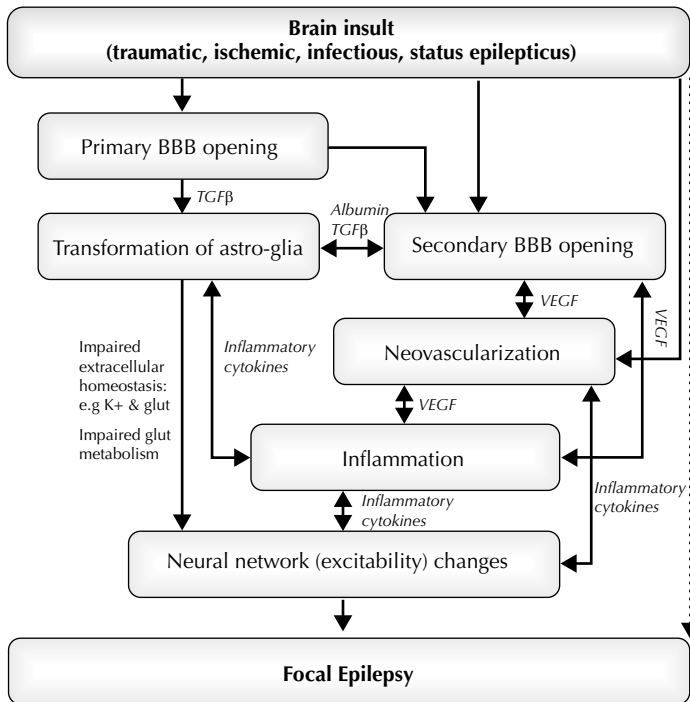 Brain insult
(traumatic, ischemic, infectious, status epilepticus)
Primary BBB opening
TGFβ
Albumin
TGFβ
Transformation of astro-glia
Secondary BBB opening
VEGF
VEGF
Impaired
extracellular
homeostasis:
e.g K+ & glut
Impaired glut
metabolism
Inflammatory
cytokines
Neovascularization
VEGF
Inflammation
Inflammatory
cytokines
Inflammatory
cytokines
Neural network (excitability) changes
Focal Epilepsy